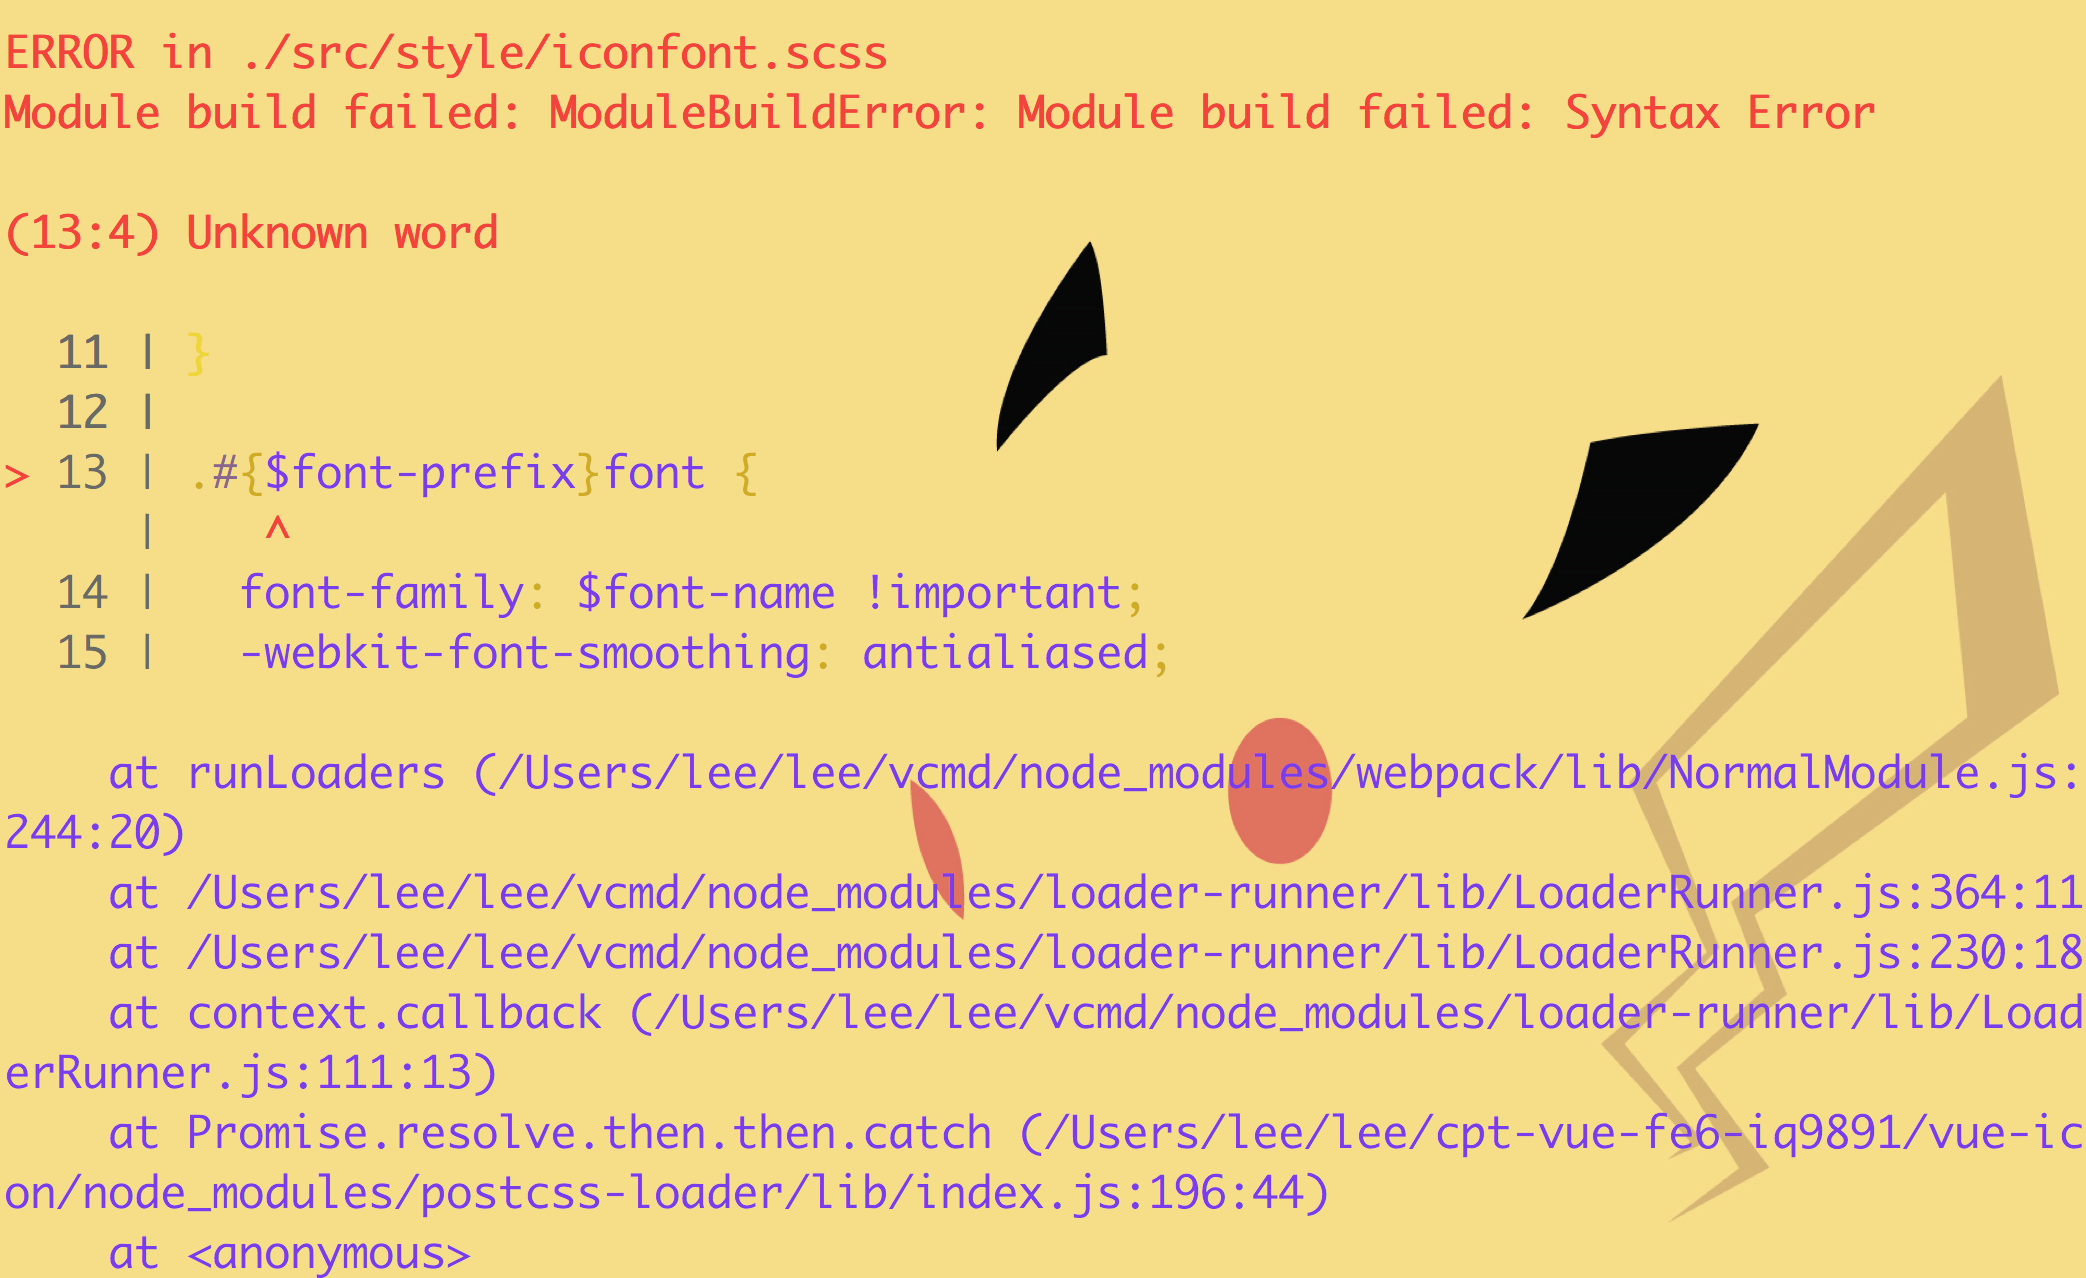 ERROR in ./src/style/iconfont.scss
Module build failed: ModuleBuildError: Module build failed: Syntax Error
(13:4) Unknown word
11 | }
12 |
> 13 | .#{$font-prefix}font {
| ^
14 | font-family: $font-name !important;
15 | -webkit-font-smoothing: antialiased;
at runLoaders (/Users/lee/lee/vcmd/node_modules/webpack/lib/NormalModule.js:
244:20)
at /Users/lee/lee/vcmd/node_modules/loader-runner/lib/LoaderRunner.js:364:11
at /Users/lee/lee/vcmd/node_modules/loader-runner/lib/LoaderRunner.js:230:18
at context.callback (/Users/lee/lee/vcmd/node_modules/loader-runner/lib/Load
erRunner.js:111:13)
at Promise.resolve.then.then.catch (/Users/lee/lee/cpt-vue-fe6-iq9891/vue-ic
on/node_modules/postcss-loader/lib/index.js:196:44)
at <anonymous>